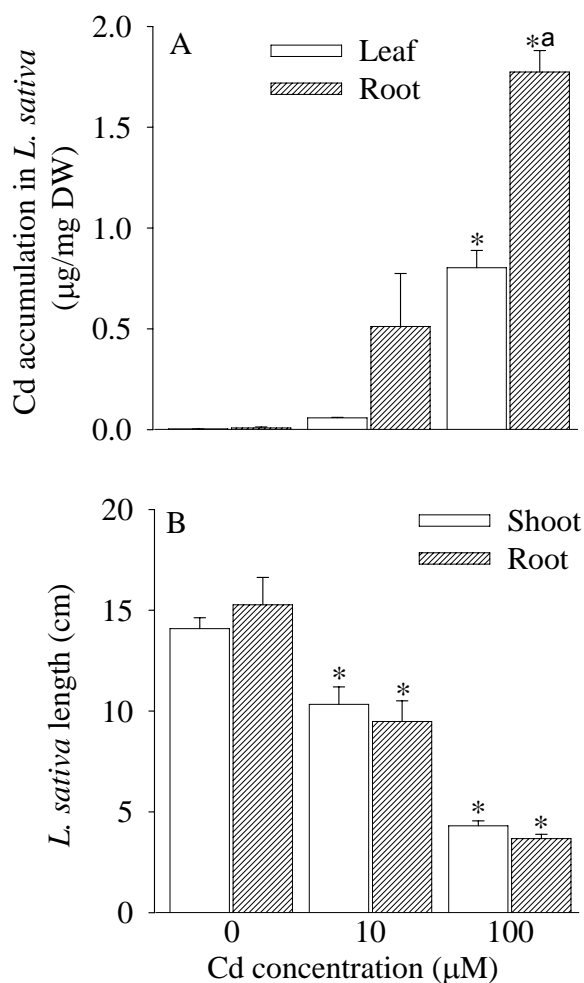 A
Leaf
Root
*a
*
2.0
1.5
1.0
0.5
0.0
Cd accumulation in L. sativa
(µg/mg DW)
B
Shoot
Root
* *
* *
20
15
10
5
0
L. sativa length (cm)
0 10 100
Cd concentration (µM)